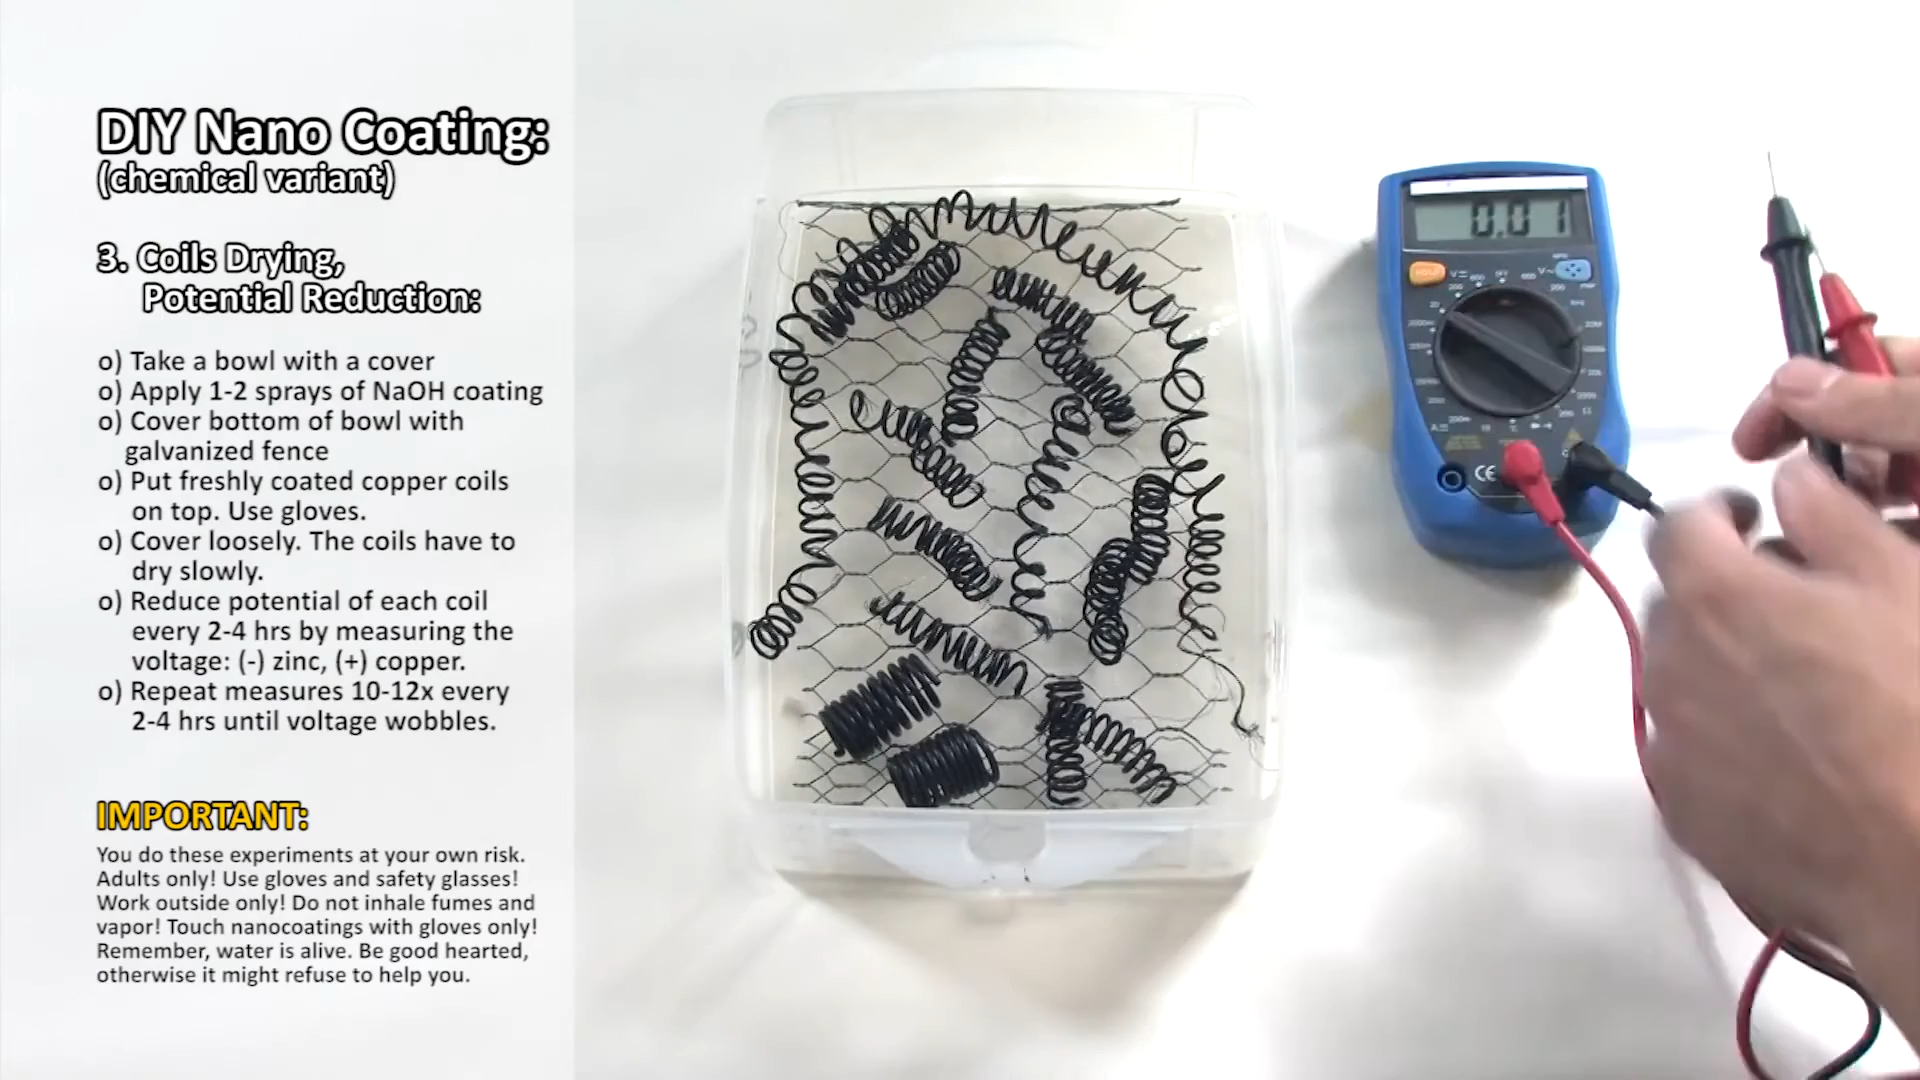 DIY Nano Coating:
(chemical variant)
3. Coils Drying,
Potential Reduction:
o) Take a bowl with a cover
o) Apply 1-2 sprays of NaOH coating
o) Cover bottom of bowl with
galvanized fence
o) Put freshly coated copper coils
on top. Use gloves.
o) Cover loosely. The coils have to
dry slowly.
o) Reduce potential of each coil
every 2-4 hrs by measuring the
voltage: (-) zinc, (+) copper.
o) Repeat measures 10-12x every
2-4 hrs until voltage wobbles.
IMPORTANT:
You do these experiments at your own risk.
Adults only! Use gloves and safety glasses!
Work outside only! Do not inhale fumes and
vapor! Touch nanocoatings with gloves only!
Remember, water is alive. Be good hearted,
otherwise it might refuse to help you.
0.01
HOLD
CE